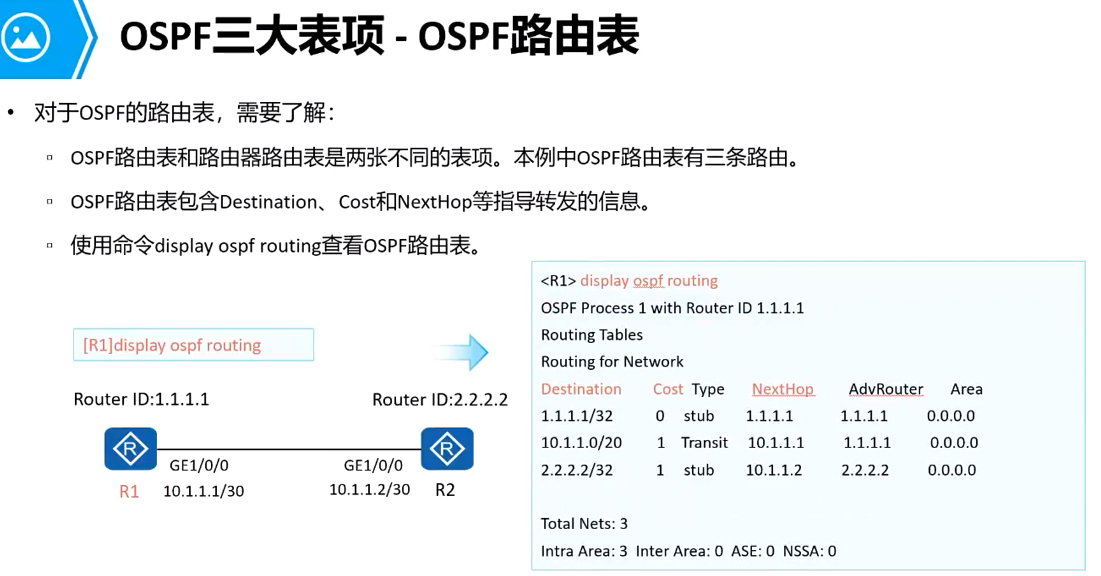 OSPF三大表项 - OSPF路由表
• 对于OSPF的路由表，需要了解：
▫ OSPF路由表和路由器路由表是两张不同的表项。本例中OSPF路由表有三条路由。
▫ OSPF路由表包含Destination、Cost和NextHop等指导转发的信息。
▫ 使用命令display ospf routing查看OSPF路由表。
[R1]display ospf routing
Router ID:1.1.1.1
Router ID:2.2.2.2
R
R
GE1/0/0
GE1/0/0
R1
10.1.1.1/30
10.1.1.2/30
R2
<R1> display ospf routing
OSPF Process 1 with Router ID 1.1.1.1
Routing Tables
Routing for Network
Destination Cost Type NextHop AdvRouter Area
1.1.1.1/32 0 stub 1.1.1.1 1.1.1.1 0.0.0.0
10.1.1.0/20 1 Transit 10.1.1.1 1.1.1.1 0.0.0.0
2.2.2.2/32 1 stub 10.1.1.2 2.2.2.2 0.0.0.0
Total Nets: 3
Intra Area: 3 Inter Area: 0 ASE: 0 NSSA: 0